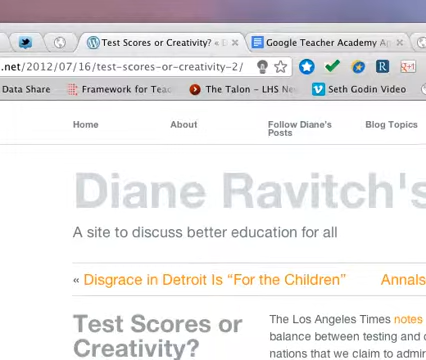 Test Scores or Creativity? « D
Google Teacher Academy Ap
.net/2012/07/16/test-scores-or-creativity-2/
Data Share
Framework for Teac
The Talon – LHS Ne
Seth Godin Video
Home
About
Follow Diane's
Posts
Blog Topics
Diane Ravitch's
A site to discuss better education for all
« Disgrace in Detroit Is “For the Children”
Annals
Test Scores or
Creativity?
The Los Angeles Times notes
balance between testing and c
nations that we claim to admir